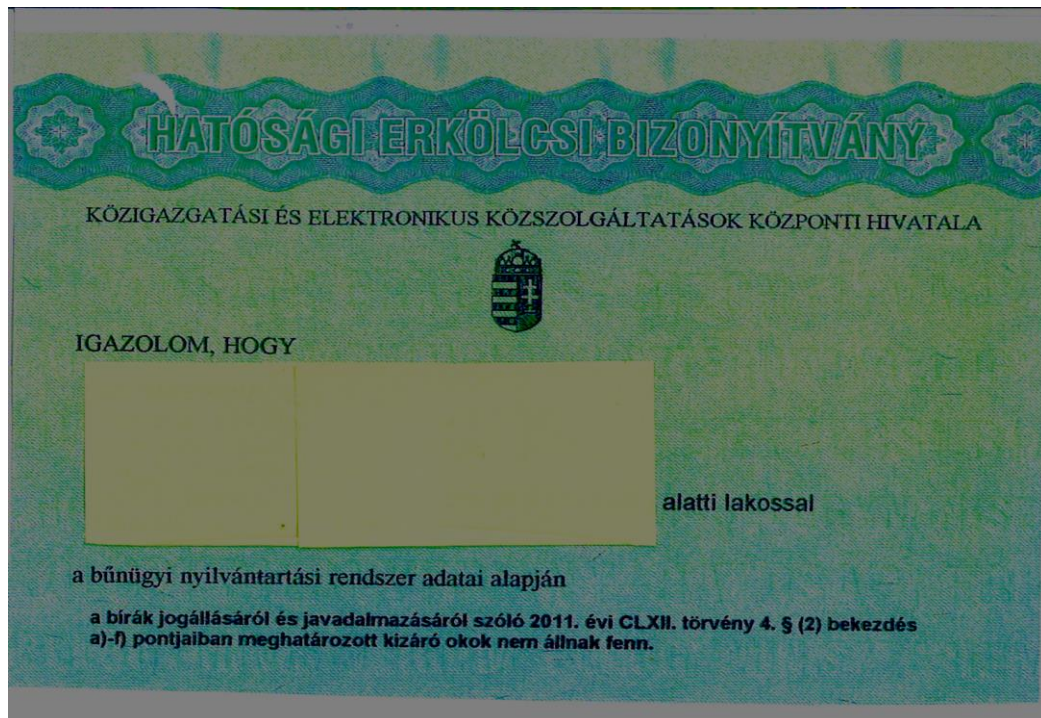 HATÓSÁGI ERKÖLCSI BIZONYÍTVÁNY
KÖZIGAZGATÁSI ÉS ELEKTRONIKUS KÖZSZOLGÁLTATÁSOK KÖZPONTI HIVATALA
IGAZOLOM, HOGY
alatti lakossal
a bűnügyi nyilvántartási rendszer adatai alapján
a bírák jogállásáról és javadalmazásáról szóló 2011. évi CLXII. törvény 4. § (2) bekezdés
a)-f) pontjaiban meghatározott kizáró okok nem állnak fenn.